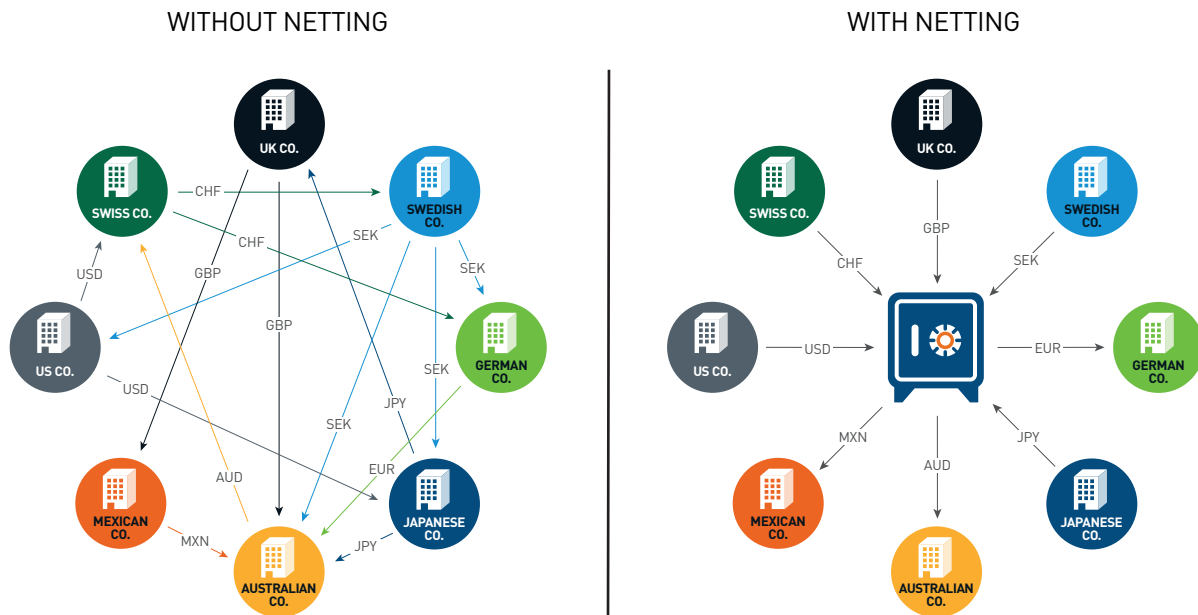 WITHOUT NETTING
UK CO.
SWISS CO.
CHF
SWEDISH
CO.
SEK
CHF
SEK
USD
GBP
GBP
US CO.
GERMAN
CO.
SEK
USD
JPY
SEK
EUR
AUD
MEXICAN
CO.
JAPANESE
CO.
MXN
JPY
AUSTRALIAN
CO.
WITH NETTING
UK CO.
SWISS CO.
SWEDISH
CO.
GBP
CHF
SEK
US CO.
USD
EUR
GERMAN
CO.
MXN
JPY
AUD
MEXICAN
CO.
JAPANESE
CO.
AUSTRALIAN
CO.